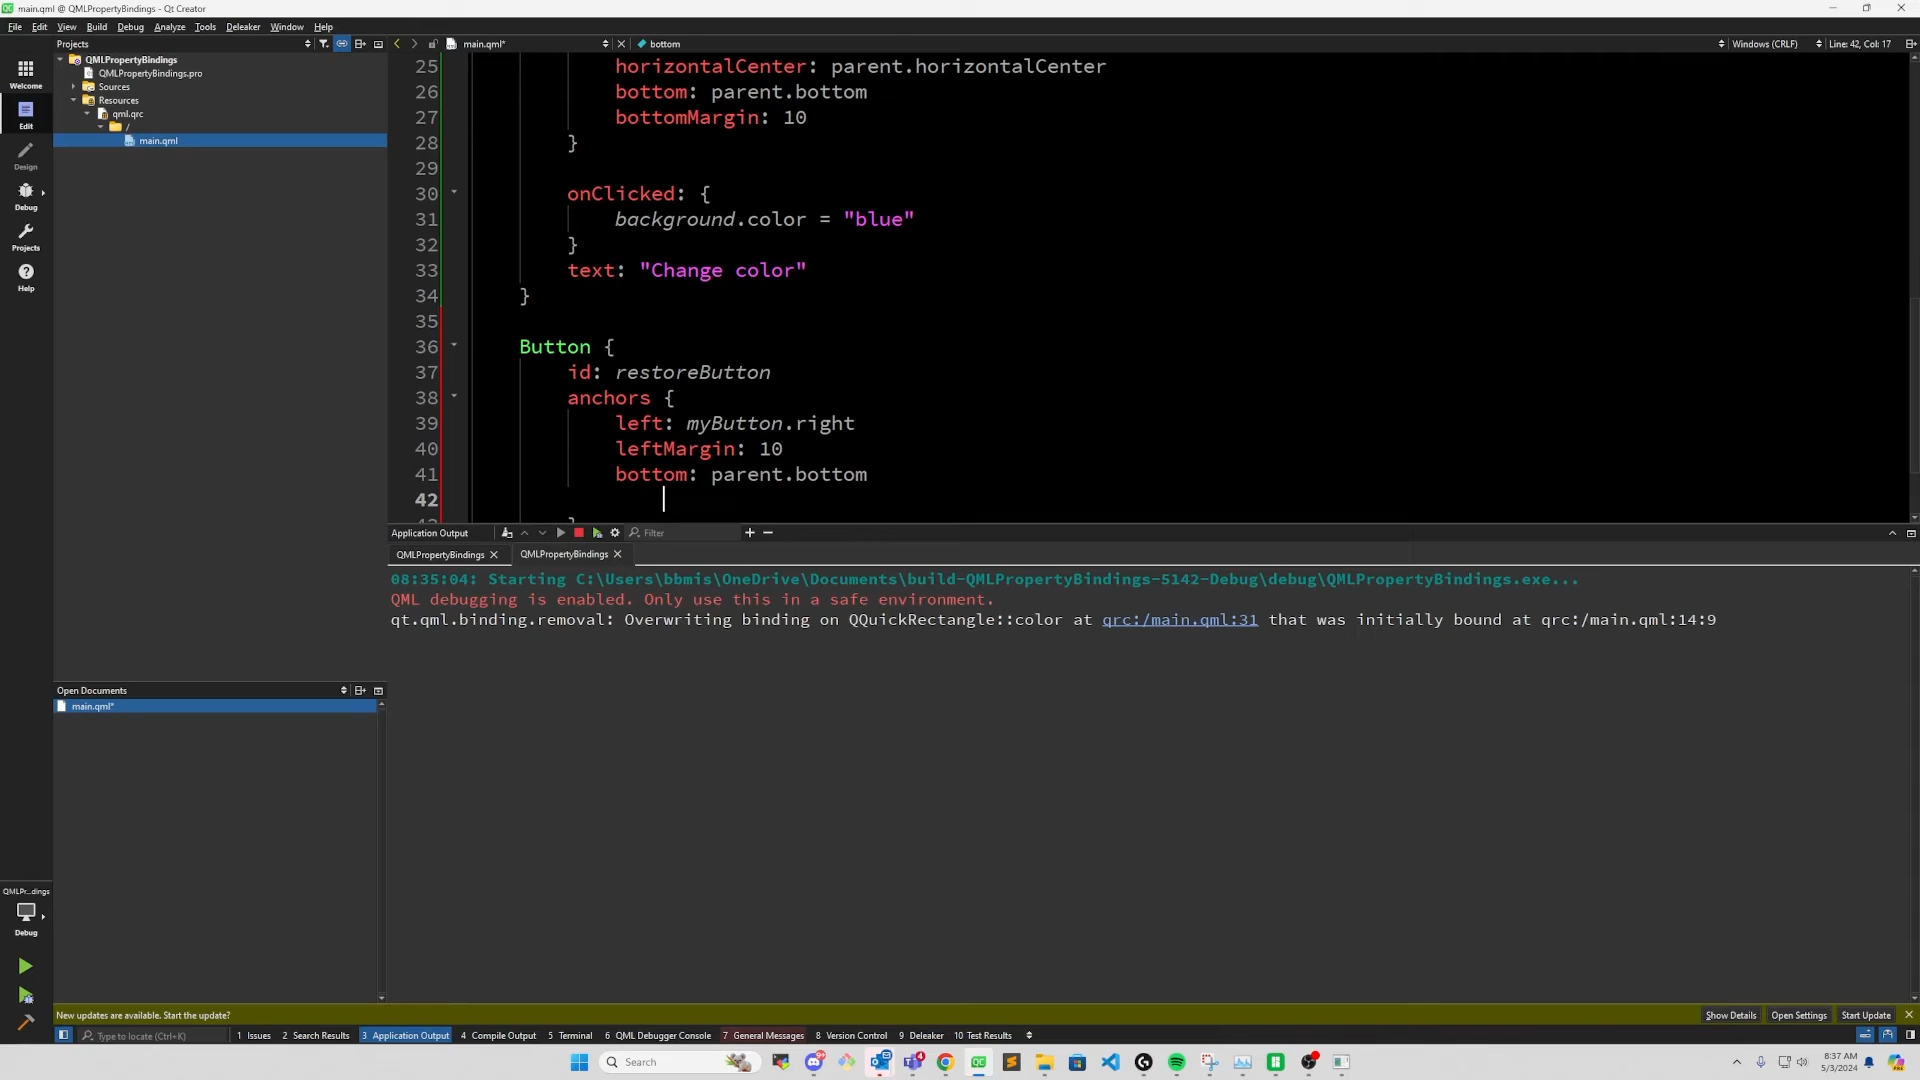 main.qml @ QMLPropertyBindings - Qt Creator
File Edit View Build Debug Analyze Tools Deleaker Window Help
Projects
main.qml*
bottom
Windows (CRLF)
Line: 42, Col: 17
QMLPropertyBindings
QMLPropertyBindings.pro
Sources
Resources
qml.qrc
/
main.qml
Welcome
Edit
Design
Debug
Projects
Help
25 horizontalCenter: parent.horizontalCenter
26 bottom: parent.bottom
27 bottomMargin: 10
28 }
29
30 onClicked: {
31 background.color = "blue"
32 }
33 text: "Change color"
34 }
35
36 Button {
37 id: restoreButton
38 anchors {
39 left: myButton.right
40 leftMargin: 10
41 bottom: parent.bottom
42
Application Output
Filter
QMLPropertyBindings
QMLPropertyBindings
08:35:04: Starting C:\Users\bbmis\OneDrive\Documents\build-QMLPropertyBindings-5142-Debug\debug\QMLPropertyBindings.exe...
QML debugging is enabled. Only use this in a safe environment.
qt.qml.binding.removal: Overwriting binding on QQuickRectangle::color at qrc:/main.qml:31 that was initially bound at qrc:/main.qml:14:9
Open Documents
main.qml*
QMLPr...dings
Debug
New updates are available. Start the update?
Show Details
Open Settings
Start Update
Type to locate (Ctrl+K)
1 Issues
2 Search Results
3 Application Output
4 Compile Output
5 Terminal
6 QML Debugger Console
7 General Messages
8 Version Control
9 Deleaker
10 Test Results
Search
8:37 AM
5/3/2024